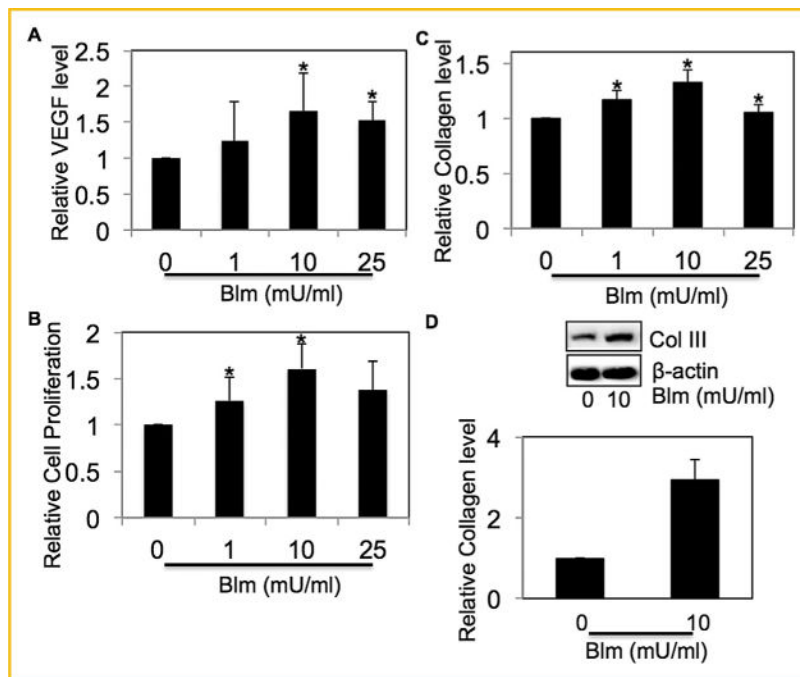 A
Relative VEGF level
2.5
2
1.5
1
0.5
0
* *
0 1 10 25
Blm (mU/ml)
B
Relative Cell Proliferation
2
1.5
1
0.5
0
* *
0 1 10 25
Blm (mU/ml)
C
Relative Collagen level
1.5
1
0.5
0
* * *
0 1 10 25
Blm (mU/ml)
D
Col III
β-actin
0 10 Blm (mU/ml)
Relative Collagen level
4
2
0
0 10
Blm (mU/ml)